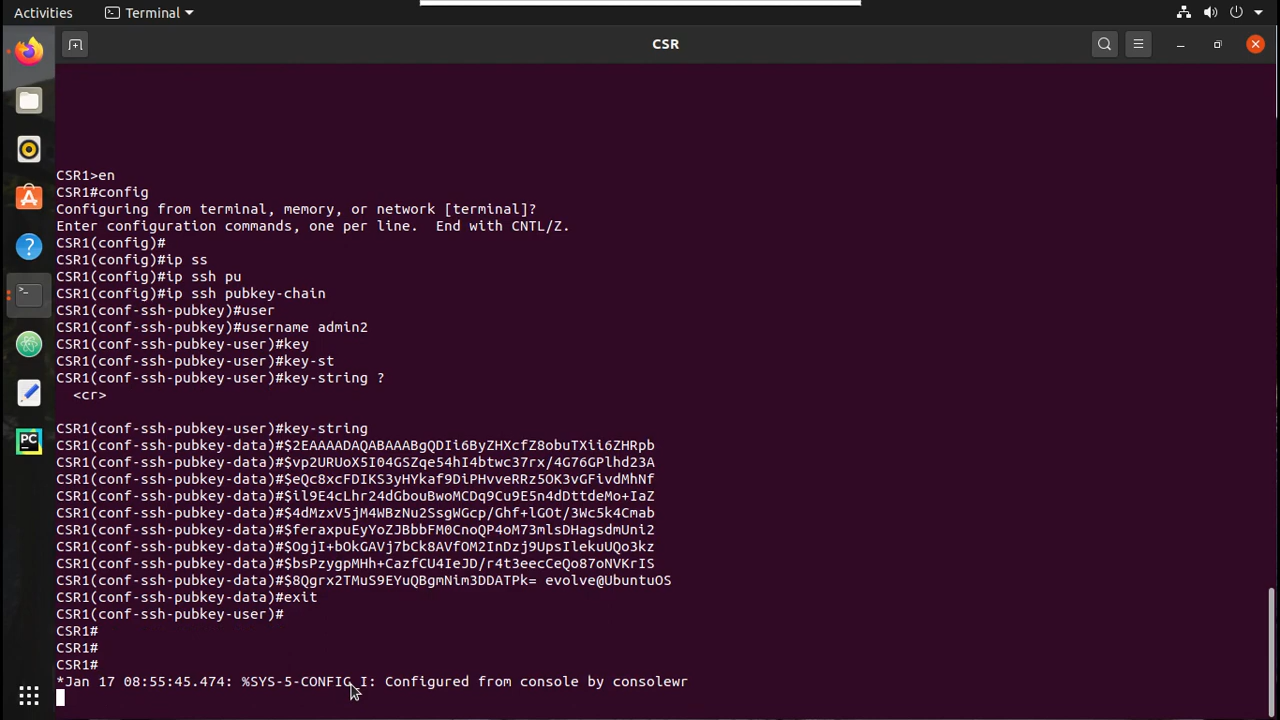 Activities
Terminal
CSR
CSR1>en
CSR1#config
Configuring from terminal, memory, or network [terminal]?
Enter configuration commands, one per line.  End with CNTL/Z.
CSR1(config)#
CSR1(config)#ip ss
CSR1(config)#ip ssh pu
CSR1(config)#ip ssh pubkey-chain
CSR1(conf-ssh-pubkey)#user
CSR1(conf-ssh-pubkey)#username admin2
CSR1(conf-ssh-pubkey-user)#key
CSR1(conf-ssh-pubkey-user)#key-st
CSR1(conf-ssh-pubkey-user)#key-string ?
<cr>
CSR1(conf-ssh-pubkey-user)#key-string
CSR1(conf-ssh-pubkey-data)#$2EAAAADAQABAAABgQDIi6ByZHXcfZ8obuTXii6ZHRpb
CSR1(conf-ssh-pubkey-data)#$vp2URUoX5I04GSZqe54hI4btwc37rx/4G76GPlhd23A
CSR1(conf-ssh-pubkey-data)#$eQc8xcFDIKS3yHYkaf9DiPHvveRRz5OK3vGFivdMhNf
CSR1(conf-ssh-pubkey-data)#$il9E4cLhr24dGbouBwoMCDq9Cu9E5n4dDttdeMo+IaZ
CSR1(conf-ssh-pubkey-data)#$4dMzxV5jM4WBzNu2SsgWGcp/Ghf+lGOt/3Wc5k4Cmab
CSR1(conf-ssh-pubkey-data)#$feraxpuEyYoZJBbbFM0CnoQP4oM73mlsDHagsdmUni2
CSR1(conf-ssh-pubkey-data)#$OgjI+bOkGAVj7bCk8AVfOM2InDzj9UpsIlekuUQo3kz
CSR1(conf-ssh-pubkey-data)#$bsPzygpMHh+CazfCU4IeJD/r4t3eecCeQo87oNVKrIS
CSR1(conf-ssh-pubkey-data)#$8Qgrx2TMuS9EYuQBgmNim3DDATPk= evolve@UbuntuOS
CSR1(conf-ssh-pubkey-data)#exit
CSR1(conf-ssh-pubkey-user)#
CSR1#
CSR1#
CSR1#
*Jan 17 08:55:45.474: %SYS-5-CONFIG_I: Configured from console by consolewr
PC